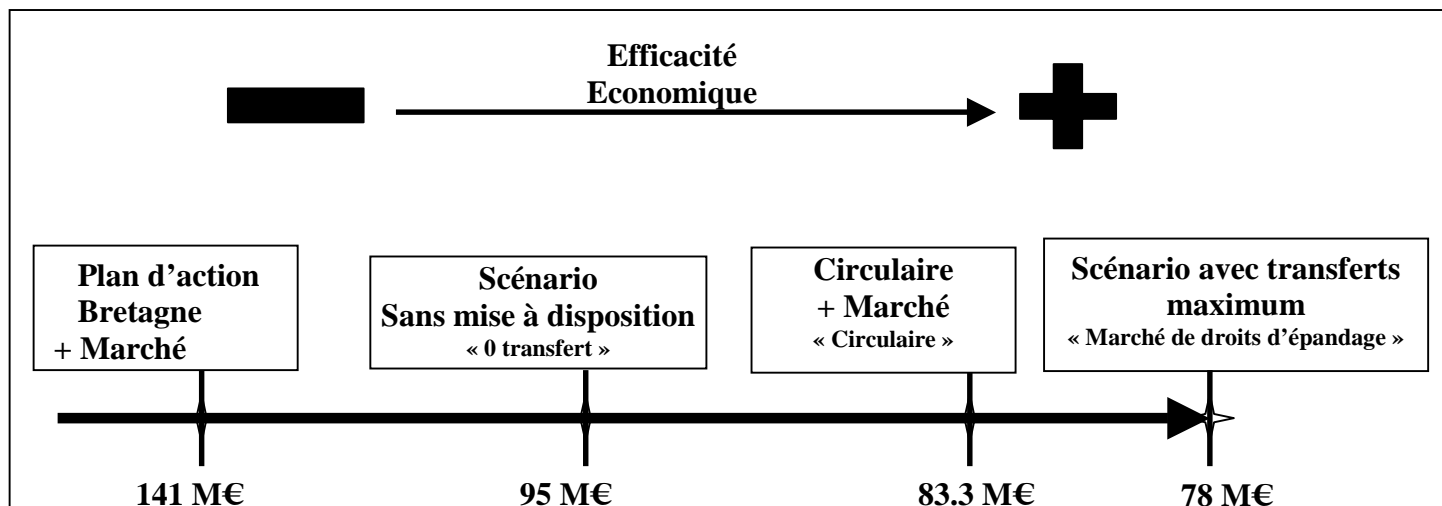 Efficacité
Economique
Plan d’action
Bretagne
+ Marché
Scénario
Sans mise à disposition
« 0 transfert »
Circulaire
+ Marché
« Circulaire »
Scénario avec transferts
maximum
« Marché de droits d’épandage »
141 M€
95 M€
83.3 M€
78 M€